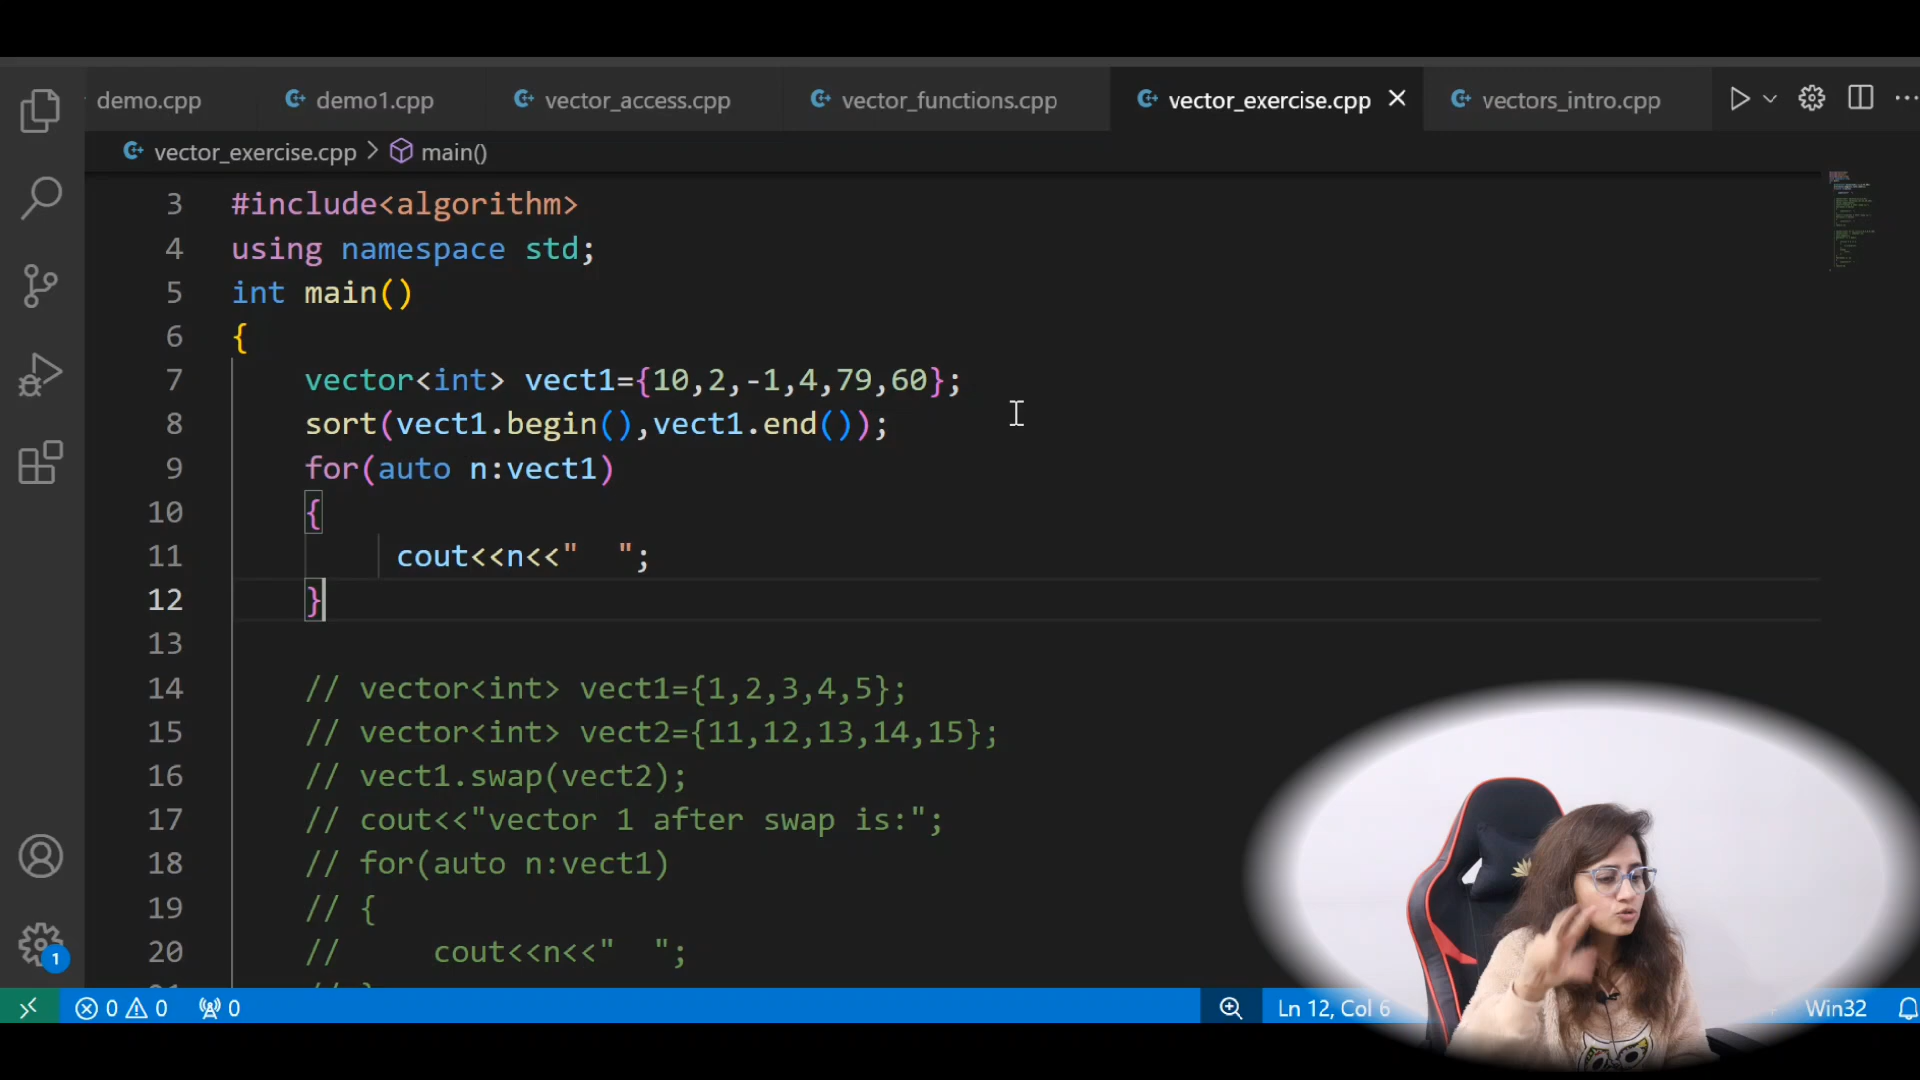 demo.cpp demo1.cpp vector_access.cpp vector_functions.cpp vector_exercise.cpp vectors_intro.cpp
vector_exercise.cpp > main()
3 #include<algorithm>
4 using namespace std;
5 int main()
6 {
7 vector<int> vect1={10,2,-1,4,79,60};
8 sort(vect1.begin(),vect1.end());
9 for(auto n:vect1)
10 {
11 cout<<n<<"  ";
12 }
13
14 // vector<int> vect1={1,2,3,4,5};
15 // vector<int> vect2={11,12,13,14,15};
16 // vect1.swap(vect2);
17 // cout<<"vector 1 after swap is:";
18 // for(auto n:vect1)
19 // {
20 //     cout<<n<<"  ";
1
0 0 0 Ln 12, Col 6 Win32